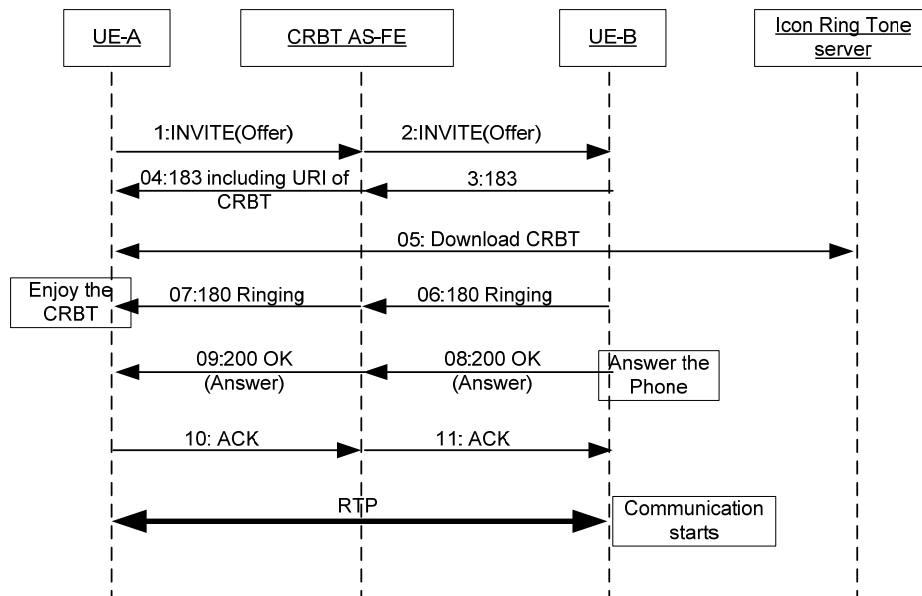 UE-A
CRBT AS-FE
UE-B
Icon Ring Tone
server
1:INVITE(Offer)
2:INVITE(Offer)
04:183 including URI of
CRBT
3:183
05: Download CRBT
Enjoy the
CRBT
07:180 Ringing
06:180 Ringing
09:200 OK
(Answer)
08:200 OK
(Answer)
Answer the
Phone
10: ACK
11: ACK
RTP
Communication
starts